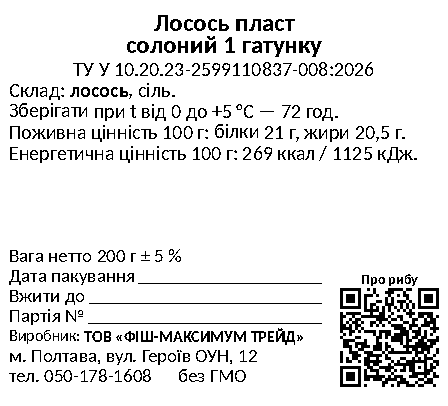 Лосось пласт
солоний 1 гатунку
ТУ У 10.20.23-2599110837-008:2026
Склад: лосось, сіль.
Зберігати при t від 0 до +5 °С — 72 год.
Поживна цінність 100 г: білки 21 г, жири 20,5 г.
Енергетична цінність 100 г: 269 ккал / 1125 кДж.
Вага нетто 200 г ± 5 %
Дата пакування
Про рибу
Вжити до
Партія №
Виробник: ТОВ «ФІШ-МАКСИМУМ ТРЕЙД»
м. Полтава, вул. Героїв ОУН, 12
тел. 050-178-1608 без ГМО